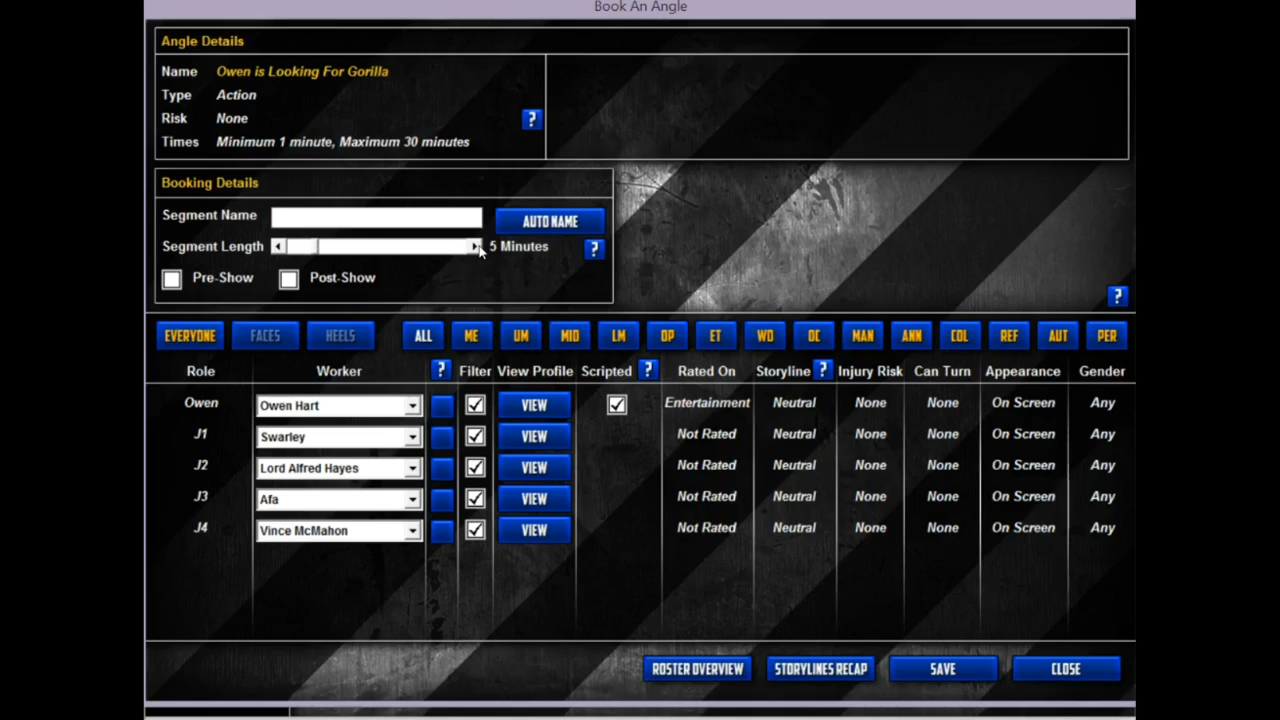 Book An Angle
Angle Details
Name Owen is Looking For Gorilla
Type Action
Risk None
?
Times Minimum 1 minute, Maximum 30 minutes
Booking Details
Segment Name AUTO NAME
Segment Length 5 Minutes ?
Pre-Show Post-Show
?
EVERYONE FACES HEELS ALL ME UM MID LM OP ET WD OC MAN ANN COL REF AUT PER
Role Worker ? Filter View Profile Scripted ? Rated On Storyline ? Injury Risk Can Turn Appearance Gender
Owen Owen Hart VIEW Entertainment Neutral None None On Screen Any
J1 Swarley VIEW Not Rated Neutral None None On Screen Any
J2 Lord Alfred Hayes VIEW Not Rated Neutral None None On Screen Any
J3 Afa VIEW Not Rated Neutral None None On Screen Any
J4 Vince McMahon VIEW Not Rated Neutral None None On Screen Any
ROSTER OVERVIEW STORYLINES RECAP SAVE CLOSE